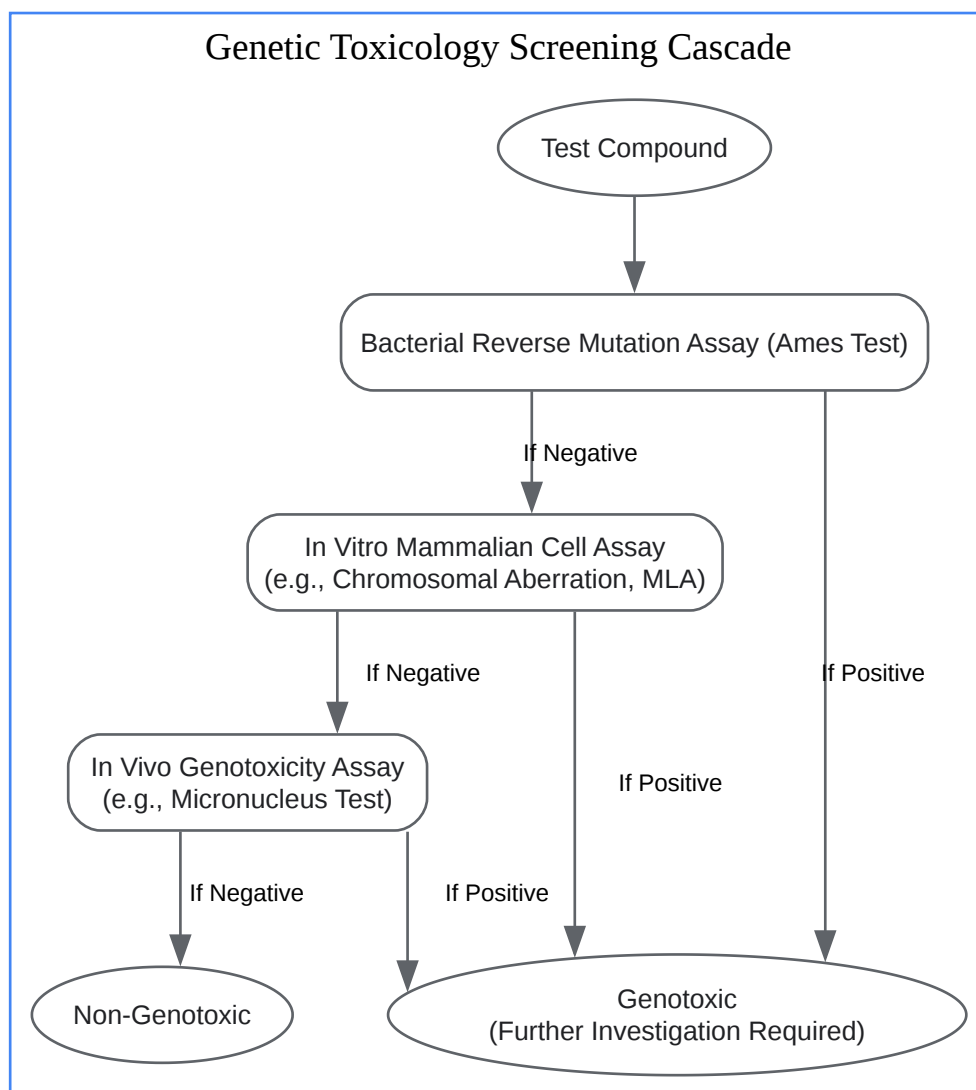 Genetic Toxicology Screening Cascade
Test Compound
Bacterial Reverse Mutation Assay (Ames Test)
If Negative
In Vitro Mammalian Cell Assay
(e.g., Chromosomal Aberration, MLA)
If Negative
If Positive
In Vivo Genotoxicity Assay
(e.g., Micronucleus Test)
If Positive
If Negative
If Positive
Non-Genotoxic
Genotoxic
(Further Investigation Required)